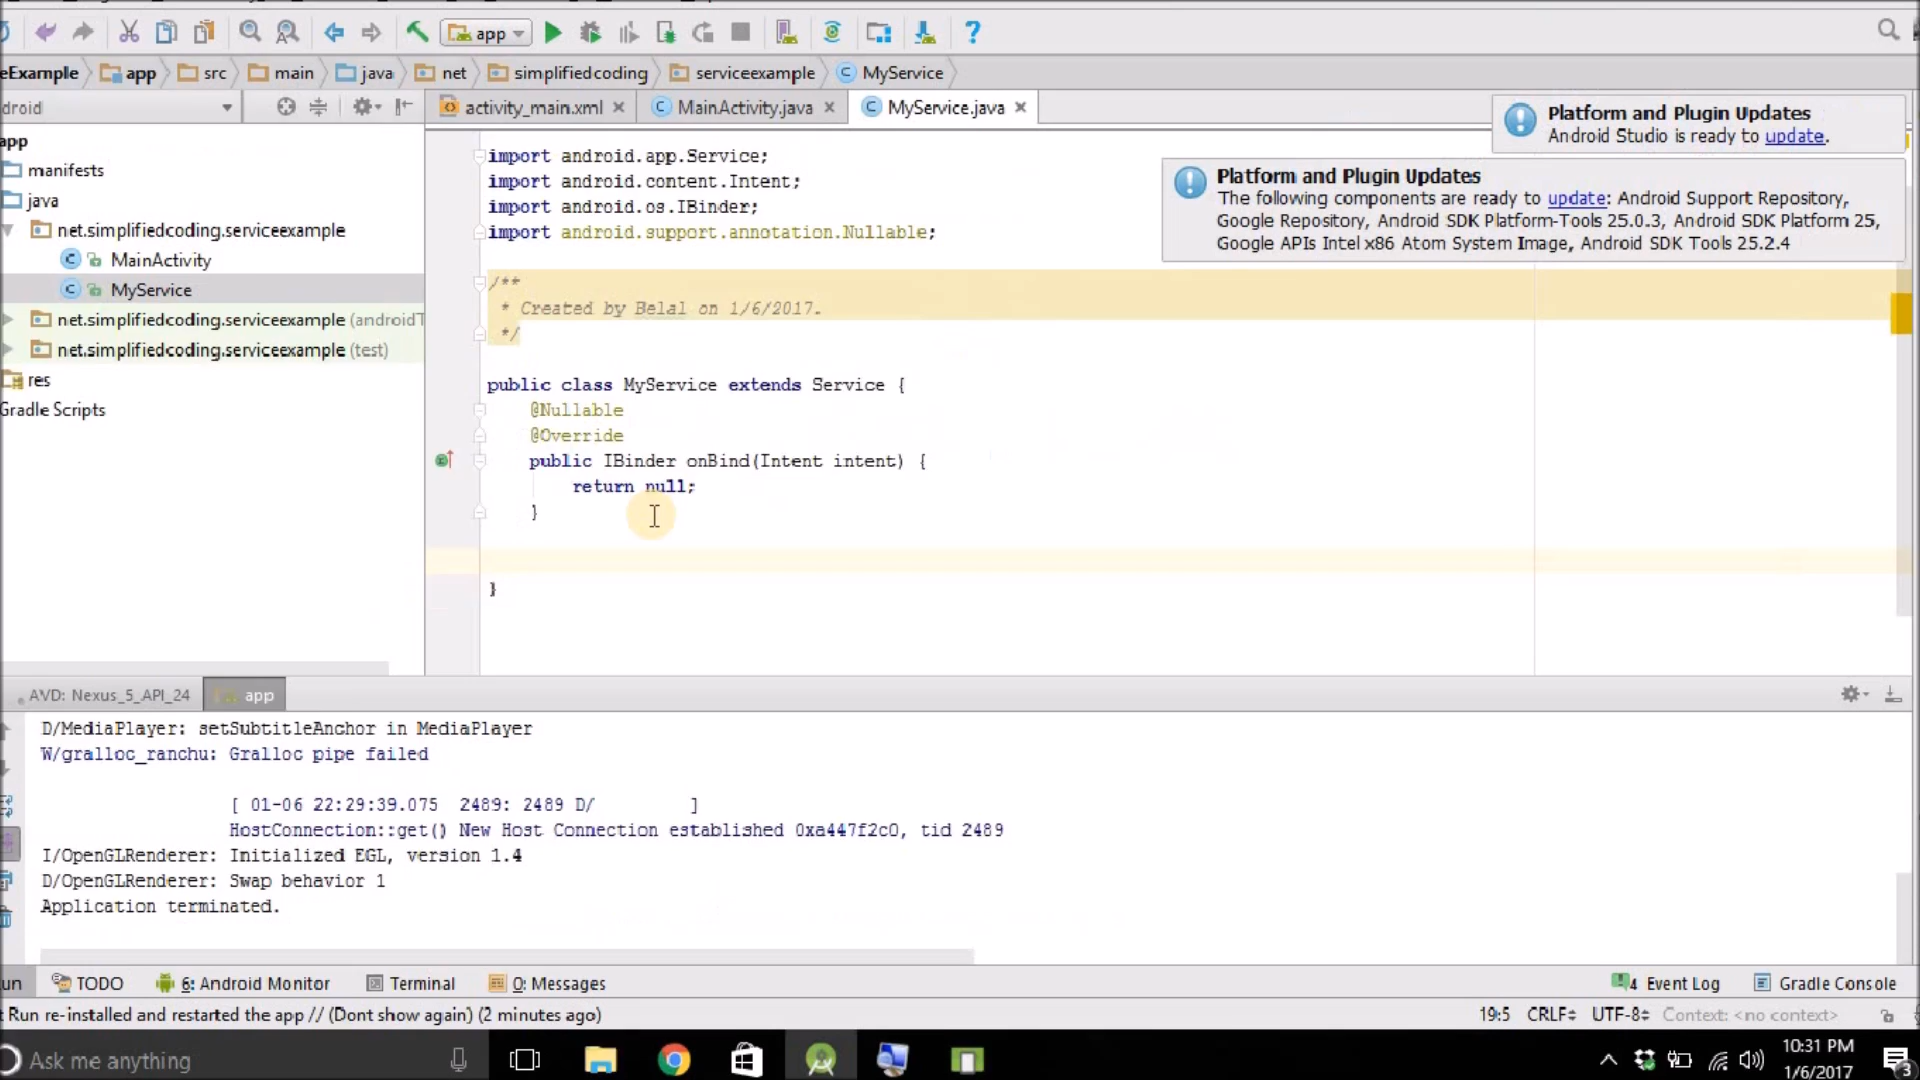 app
eExample
app
src
main
java
net
simplifiedcoding
serviceexample
MyService
droid
activity_main.xml
MainActivity.java
MyService.java
Platform and Plugin Updates
Android Studio is ready to update.
Platform and Plugin Updates
The following components are ready to update: Android Support Repository,
Google Repository, Android SDK Platform-Tools 25.0.3, Android SDK Platform 25,
Google APIs Intel x86 Atom System Image, Android SDK Tools 25.2.4
app
manifests
java
net.simplifiedcoding.serviceexample
MainActivity
MyService
net.simplifiedcoding.serviceexample (androidT
net.simplifiedcoding.serviceexample (test)
res
Gradle Scripts
import android.app.Service;
import android.content.Intent;
import android.os.IBinder;
import android.support.annotation.Nullable;
/**
* Created by Belal on 1/6/2017.
*/
public class MyService extends Service {
@Nullable
@Override
public IBinder onBind(Intent intent) {
return null;
}
}
AVD: Nexus_5_API_24
app
D/MediaPlayer: setSubtitleAnchor in MediaPlayer
W/gralloc_ranchu: Gralloc pipe failed
[ 01-06 22:29:39.075  2489: 2489 D/          ]
HostConnection::get() New Host Connection established 0xa447f2c0, tid 2489
I/OpenGLRenderer: Initialized EGL, version 1.4
D/OpenGLRenderer: Swap behavior 1
Application terminated.
un
TODO
6: Android Monitor
Terminal
0: Messages
4 Event Log
Gradle Console
t Run re-installed and restarted the app // (Dont show again) (2 minutes ago)
19:5
CRLF
UTF-8
Context: <no context>
Ask me anything
10:31 PM
1/6/2017
3